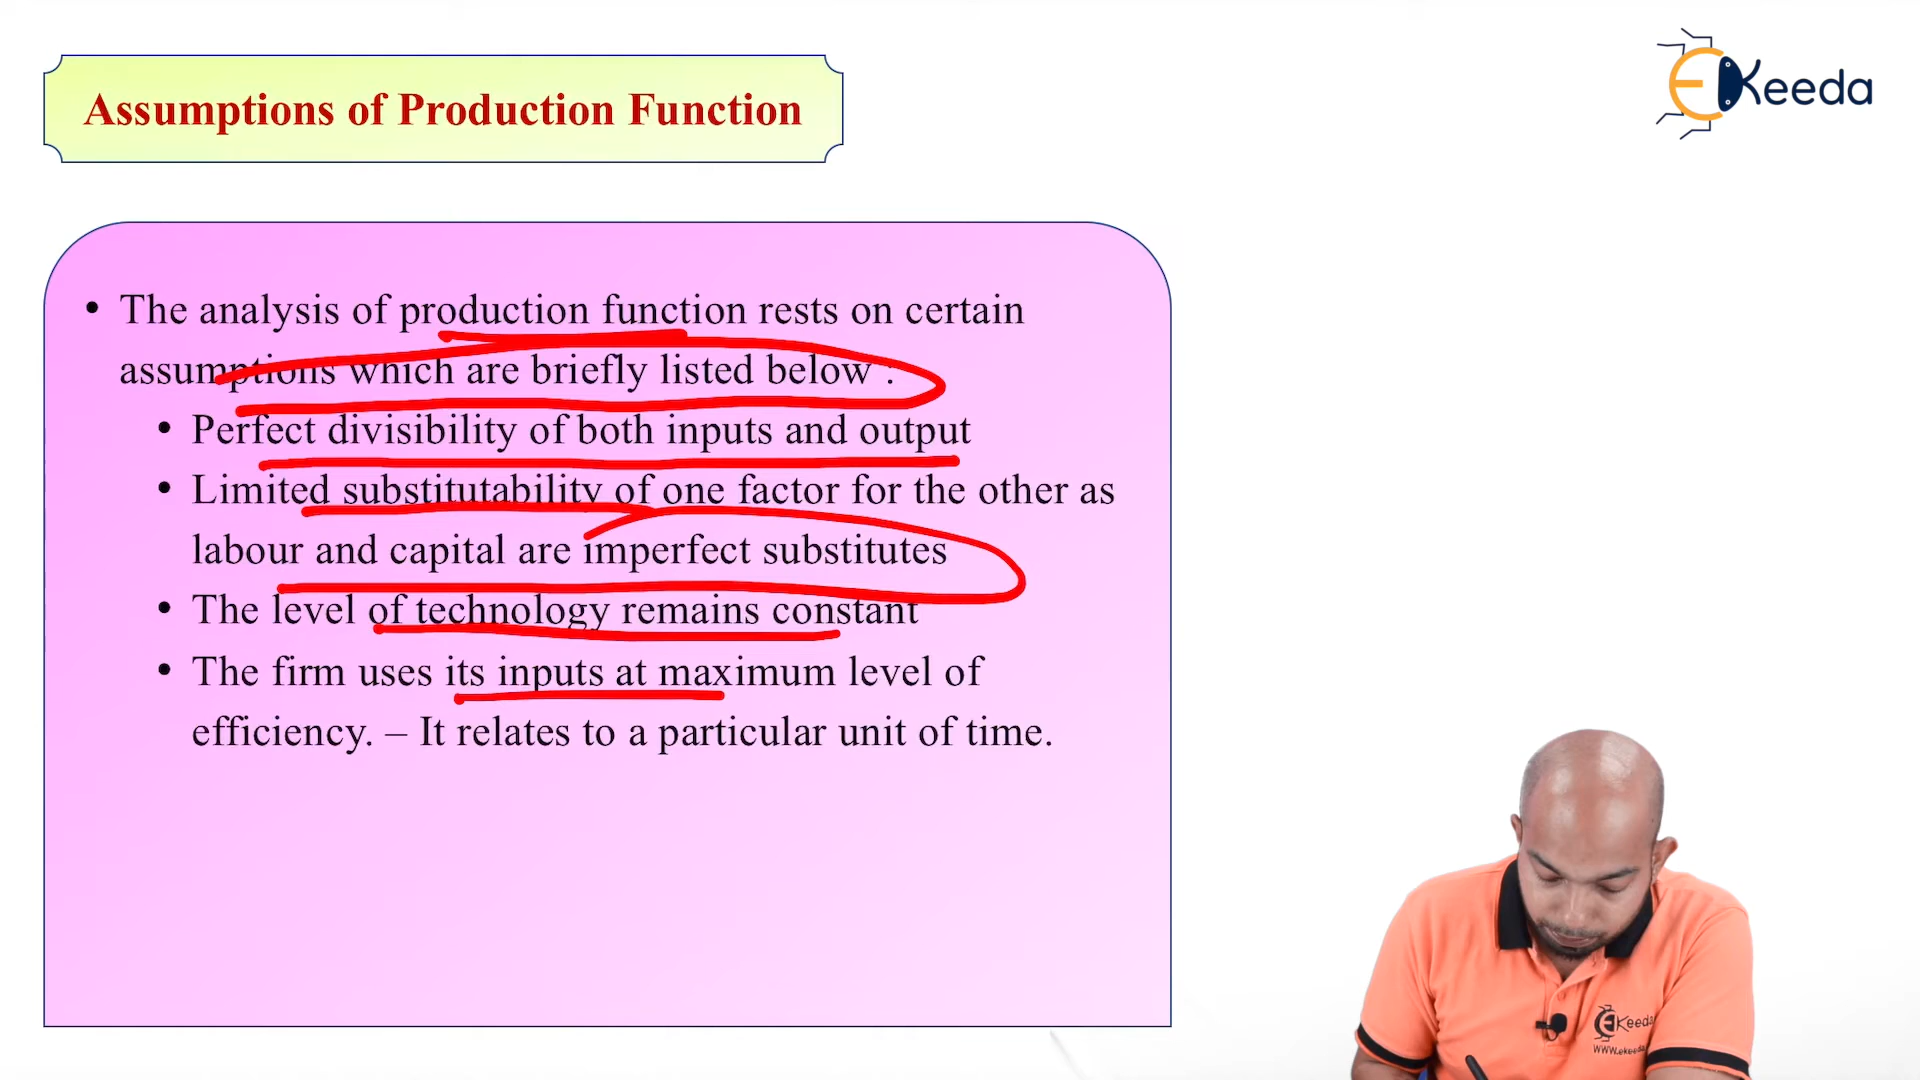 Assumptions of Production Function
EKeeda
• The analysis of production function rests on certain
assumptions which are briefly listed below :
• Perfect divisibility of both inputs and output
• Limited substitutability of one factor for the other as
labour and capital are imperfect substitutes
• The level of technology remains constant
• The firm uses its inputs at maximum level of
efficiency. – It relates to a particular unit of time.
EKeeda